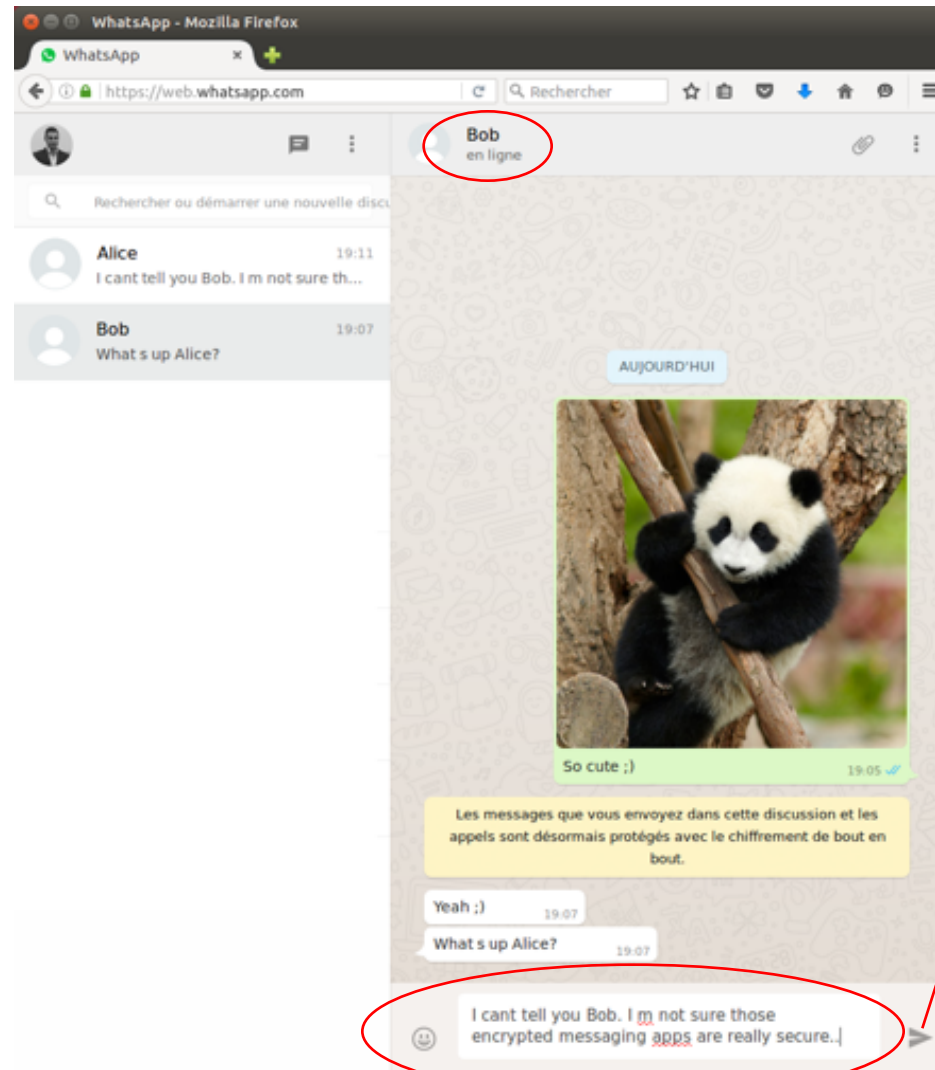 WhatsApp - Mozilla Firefox
WhatsApp
https://web.whatsapp.com
Rechercher
Bob
en ligne
Rechercher ou démarrer une nouvelle discu
Alice 19:11
I cant tell you Bob. I m not sure th...
Bob 19:07
What s up Alice?
AUJOURD'HUI
So cute ;) 19:05
Les messages que vous envoyez dans cette discussion et les
appels sont désormais protégés avec le chiffrement de bout en
bout.
Yeah ;) 19:07
What s up Alice? 19:07
I cant tell you Bob. I m not sure those
encrypted messaging apps are really secure..